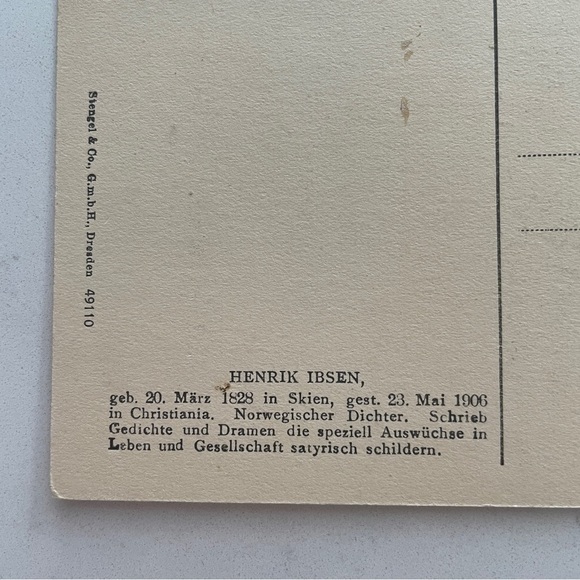 Stengel & Co., G.m.b.H., Dresden 49110
HENRIK IBSEN,
geb. 20. März 1828 in Skien, gest. 23. Mai 1906
in Christiania. Norwegischer Dichter. Schrieb
Gedichte und Dramen die speziell Auswüchse in
Leben und Gesellschaft satyrisch schildern.